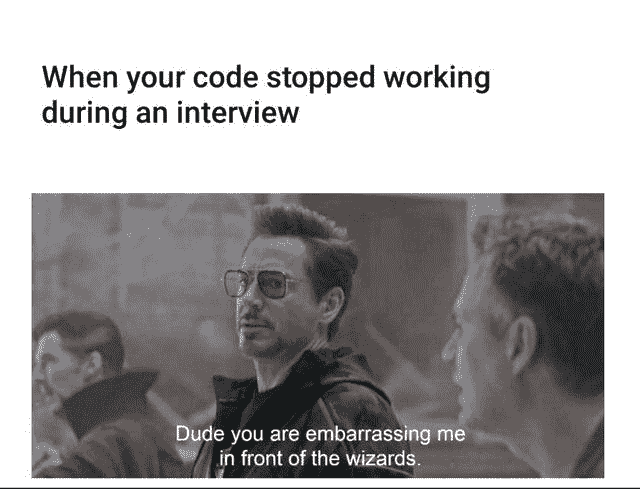 When your code stopped working
during an interview
Dude you are embarrassing me
in front of the wizards.